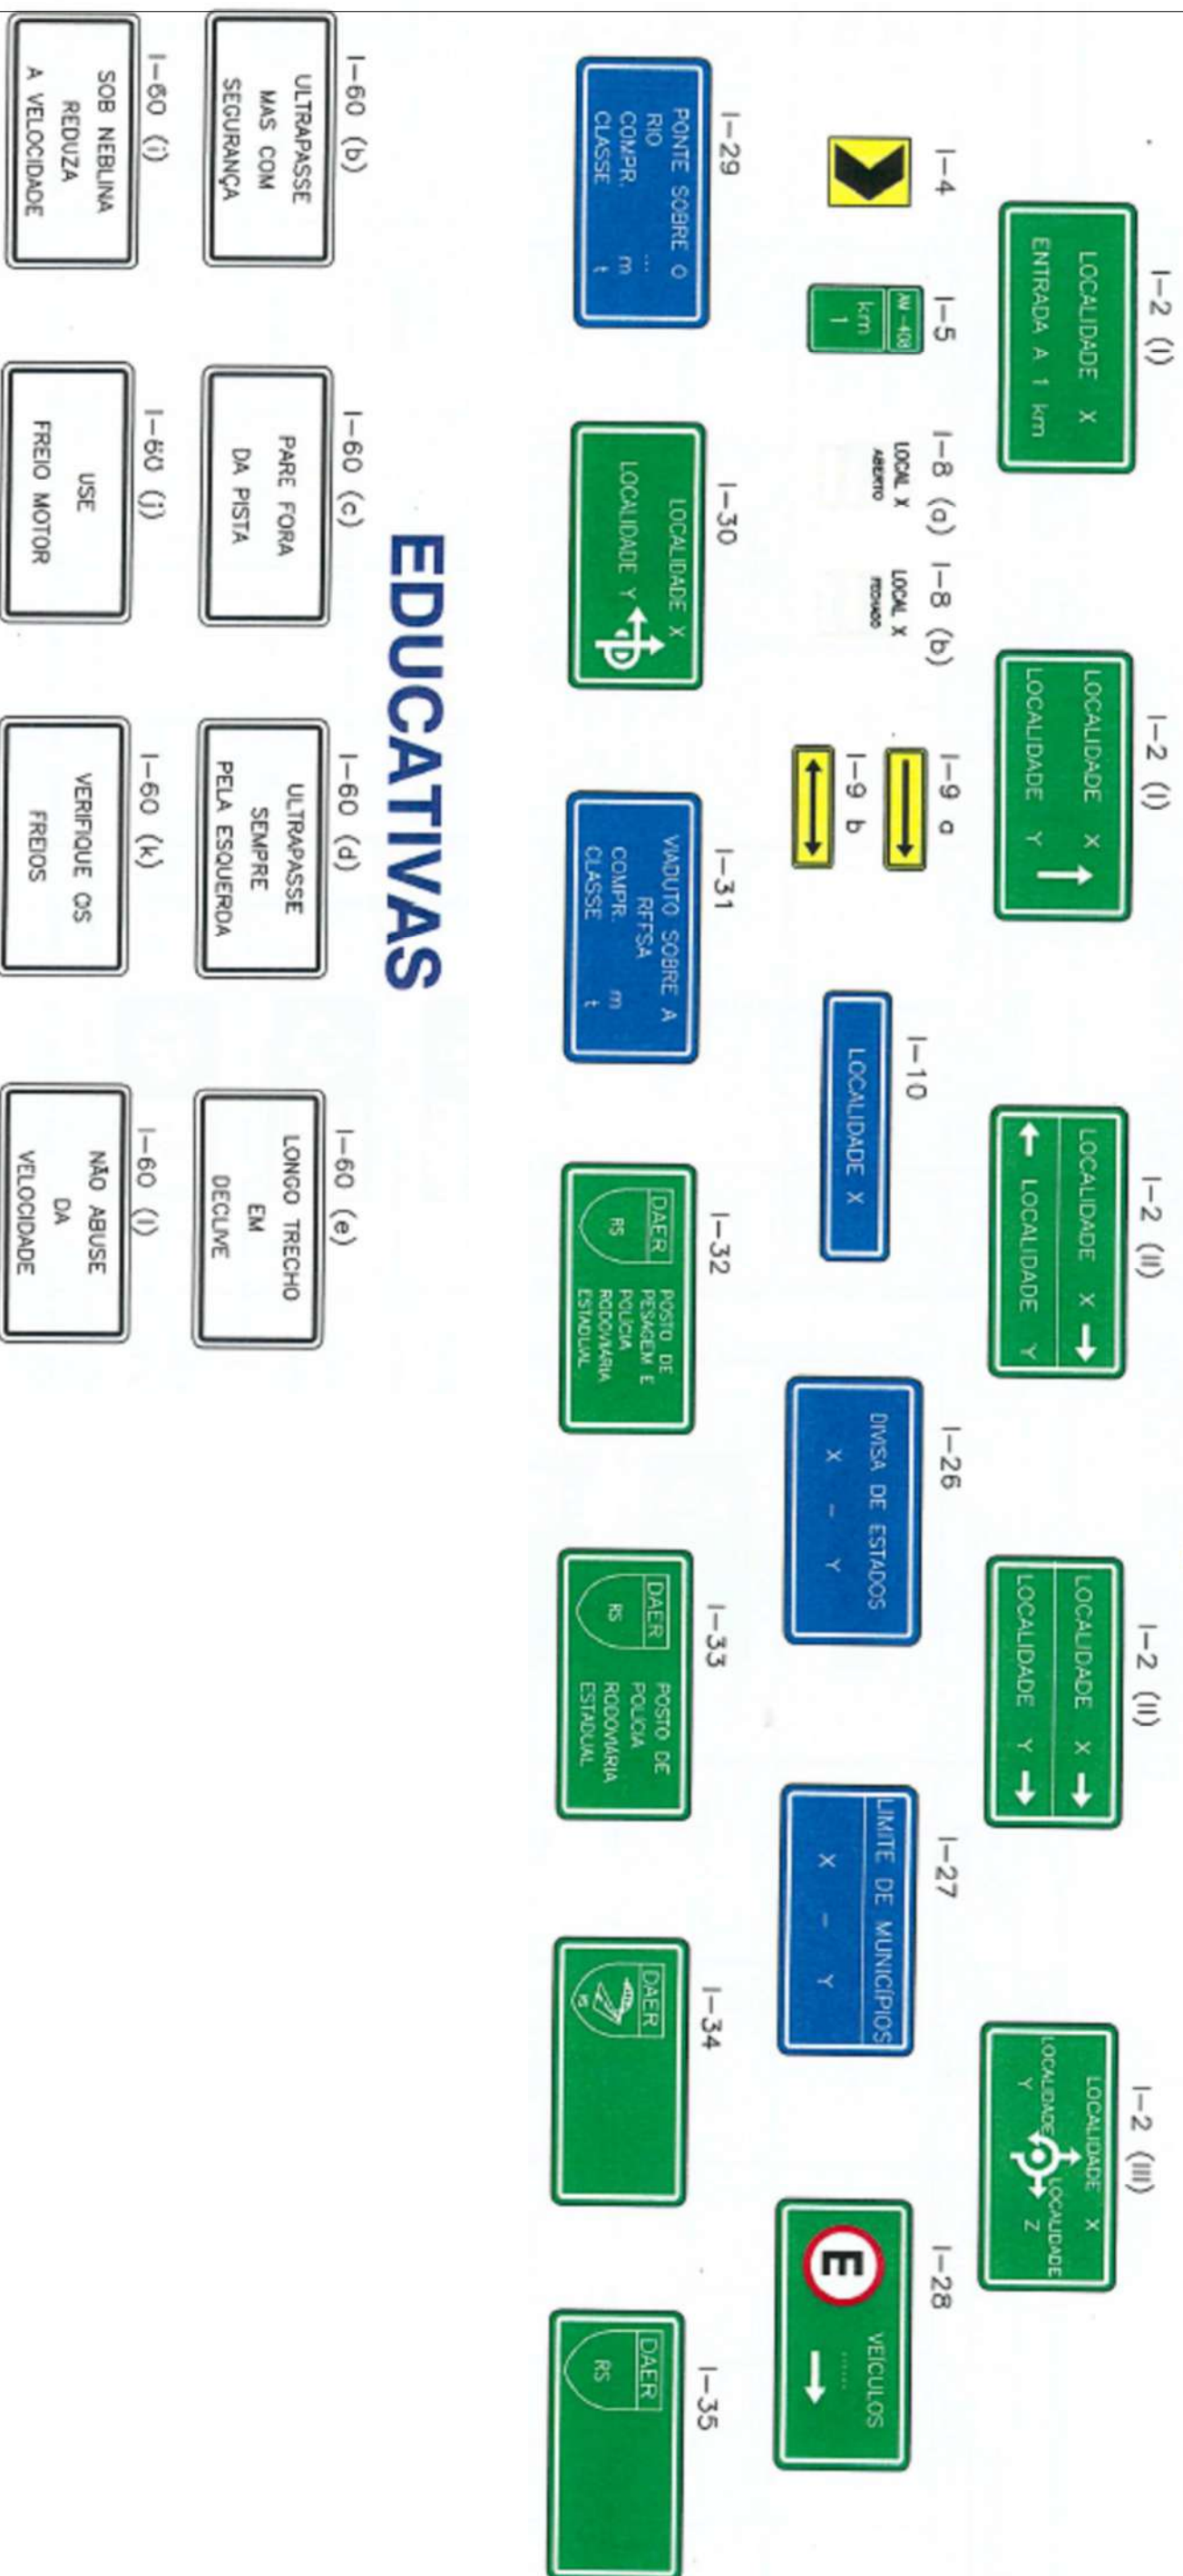 I-2 (I)
LOCALIDADE X
ENTRADA A 1 km
I-2 (I)
LOCALIDADE X
LOCALIDADE Y
I-2 (II)
LOCALIDADE X
LOCALIDADE Y
I-2 (II)
LOCALIDADE X
LOCALIDADE Y
I-2 (III)
LOCALIDADE X
LOCALIDADE Y
LOCALIDADE Z
I-4
I-5
km
1
I-8 (a)
LOCAL X
ABERTO
I-8 (b)
LOCAL X
FECHADO
I-9 a
I-9 b
I-10
LOCALIDADE X
I-26
DIVISA DE ESTADOS
X - Y
I-27
LIMITE DE MUNICÍPIOS
X - Y
I-28
E
VEÍCULOS
......
I-29
PONTE SOBRE O
RIO ...
COMPR. m
CLASSE t
I-30
LOCALIDADE X
LOCALIDADE Y
I-31
VIADUTO SOBRE A
RFFSA
COMPR. m
CLASSE t
I-32
DAER
RS
POSTO DE
PESAGEM E
POLÍCIA
RODOVIÁRIA
ESTADUAL
I-33
DAER
RS
POSTO DE
POLÍCIA
RODOVIÁRIA
ESTADUAL
I-34
DAER
RS
I-35
DAER
RS
EDUCATIVAS
I-60 (b)
ULTRAPASSE
MAS COM
SEGURANÇA
I-60 (c)
PARE FORA
DA PISTA
I-60 (d)
ULTRAPASSE
SEMPRE
PELA ESQUERDA
I-60 (e)
LONGO TRECHO
EM
DECLIVE
I-60 (i)
SOB NEBLINA
REDUZA
A VELOCIDADE
I-60 (j)
USE
FREIO MOTOR
I-60 (k)
VERIFIQUE OS
FREIOS
I-60 (l)
NÃO ABUSE
DA
VELOCIDADE